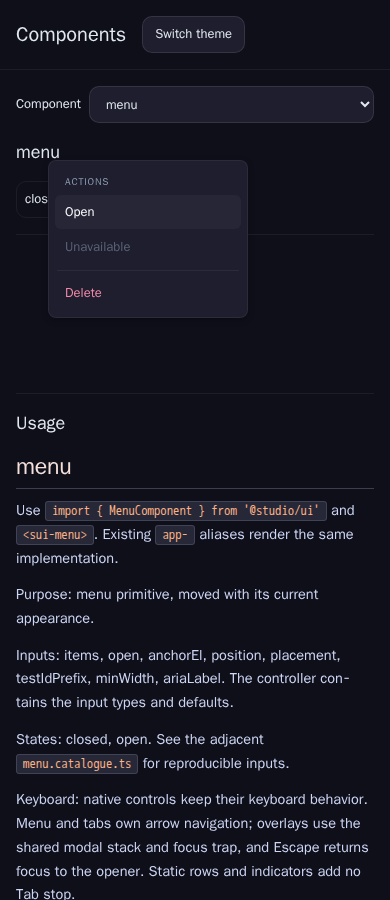 Components
Switch theme
Component
menu
menu
clos
ACTIONS
Open
Unavailable
Delete
Usage
menu
Use import { MenuComponent } from '@studio/ui' and
<sui-menu>. Existing app- aliases render the same
implementation.
Purpose: menu primitive, moved with its current
appearance.
Inputs: items, open, anchorEl, position, placement,
testIdPrefix, minWidth, ariaLabel. The controller con-
tains the input types and defaults.
States: closed, open. See the adjacent
menu.catalogue.ts for reproducible inputs.
Keyboard: native controls keep their keyboard behavior.
Menu and tabs own arrow navigation; overlays use the
shared modal stack and focus trap, and Escape returns
focus to the opener. Static rows and indicators add no
Tab stop.